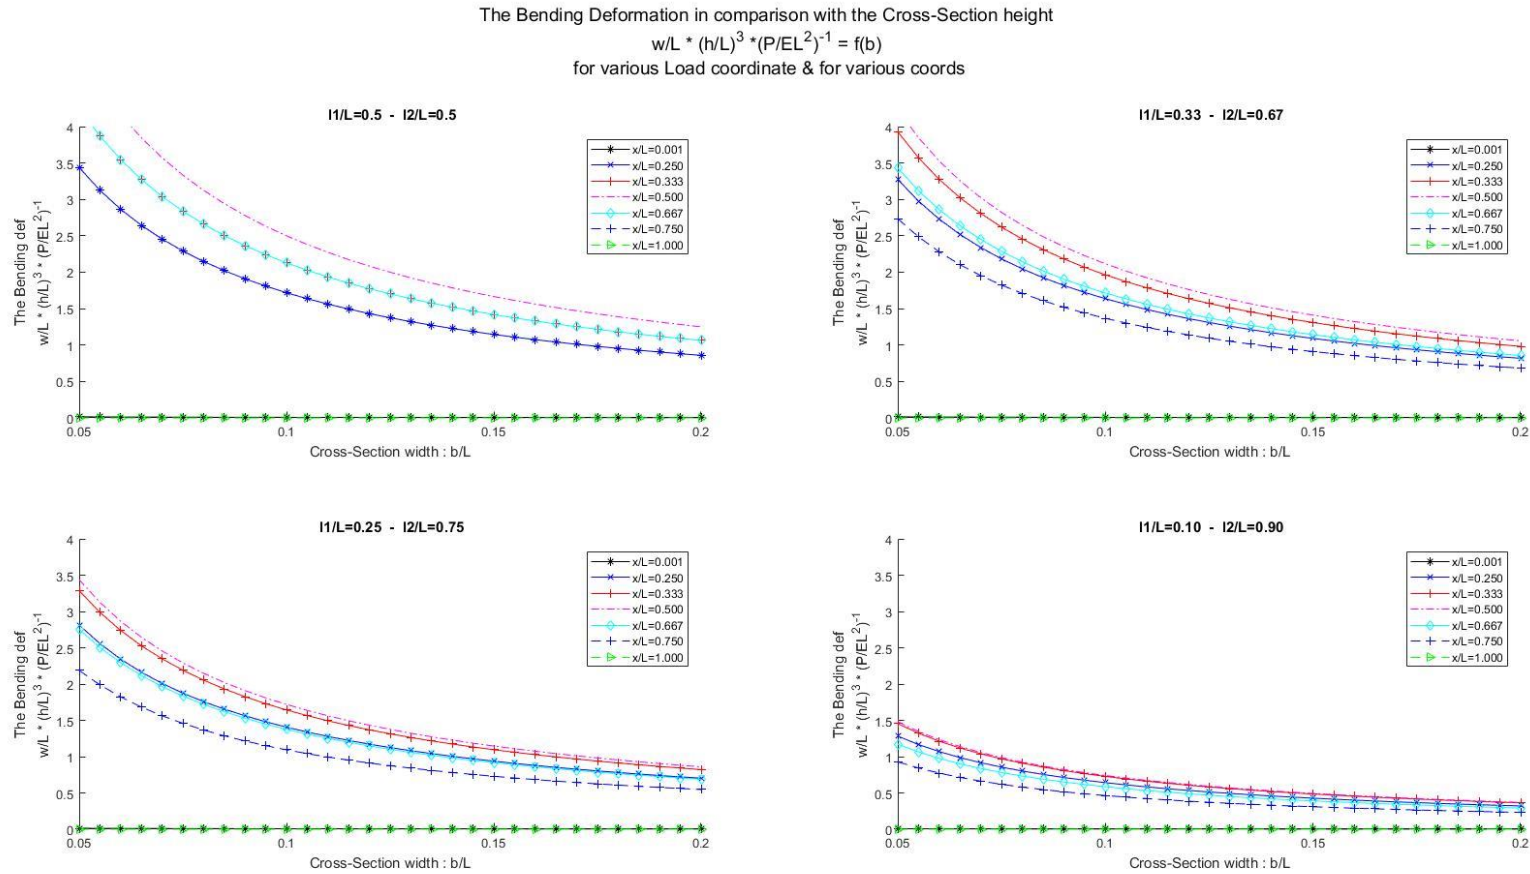 The Bending Deformation in comparison with the Cross-Section height
w/L * (h/L)^3 *(P/EL^2)^-1 = f(b)
for various Load coordinate & for various coords
l1/L=0.5 - l2/L=0.5
4
3.5
3
2.5
2
1.5
1
0.5
0
The Bending def
w/L * (h/L)^3 * (P/EL^2)^-1
x/L=0.001
x/L=0.250
x/L=0.333
x/L=0.500
x/L=0.667
x/L=0.750
x/L=1.000
0.05 0.1 0.15 0.2
Cross-Section width : b/L
l1/L=0.33 - l2/L=0.67
4
3.5
3
2.5
2
1.5
1
0.5
0
The Bending def
w/L * (h/L)^3 * (P/EL^2)^-1
x/L=0.001
x/L=0.250
x/L=0.333
x/L=0.500
x/L=0.667
x/L=0.750
x/L=1.000
0.05 0.1 0.15 0.2
Cross-Section width : b/L
l1/L=0.25 - l2/L=0.75
4
3.5
3
2.5
2
1.5
1
0.5
0
The Bending def
w/L * (h/L)^3 * (P/EL^2)^-1
x/L=0.001
x/L=0.250
x/L=0.333
x/L=0.500
x/L=0.667
x/L=0.750
x/L=1.000
0.05 0.1 0.15 0.2
Cross-Section width : b/L
l1/L=0.10 - l2/L=0.90
4
3.5
3
2.5
2
1.5
1
0.5
0
The Bending def
w/L * (h/L)^3 * (P/EL^2)^-1
x/L=0.001
x/L=0.250
x/L=0.333
x/L=0.500
x/L=0.667
x/L=0.750
x/L=1.000
0.05 0.1 0.15 0.2
Cross-Section width : b/L